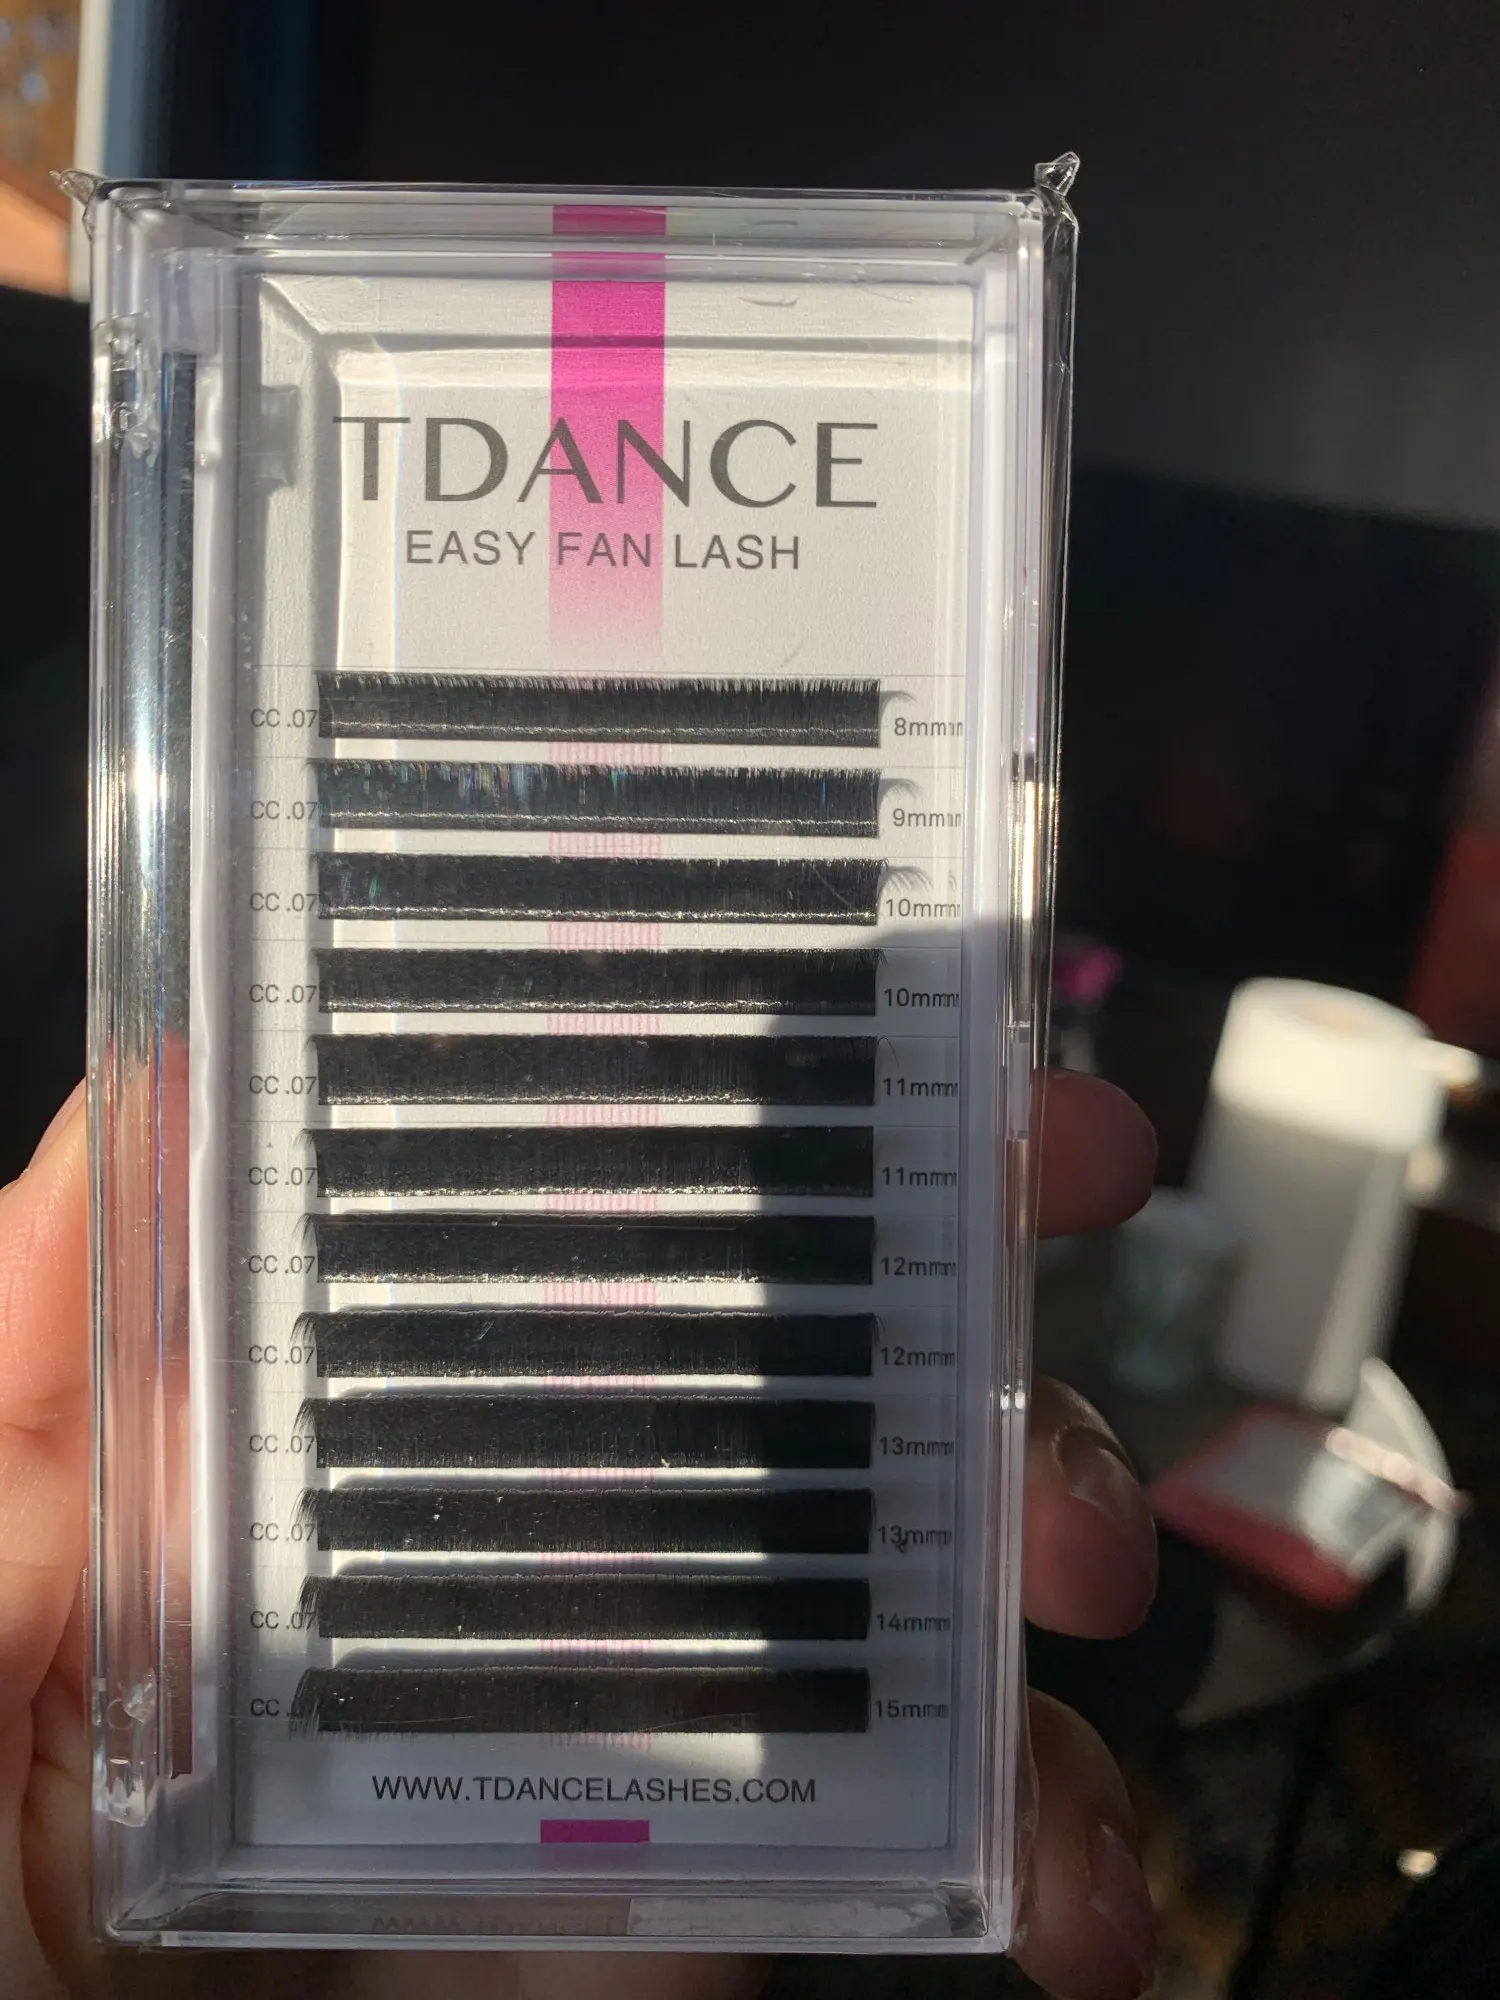 TDANCE
EASY FAN LASH
CC .07 8mm
CC .07 9mm
CC .07 10mm
CC .07 10mm
CC .07 11mm
CC .07 11mm
CC .07 12mm
CC .07 12mm
CC .07 13mm
CC .07 13mm
CC .07 14mm
CC . 15mm
WWW.TDANCELASHES.COM